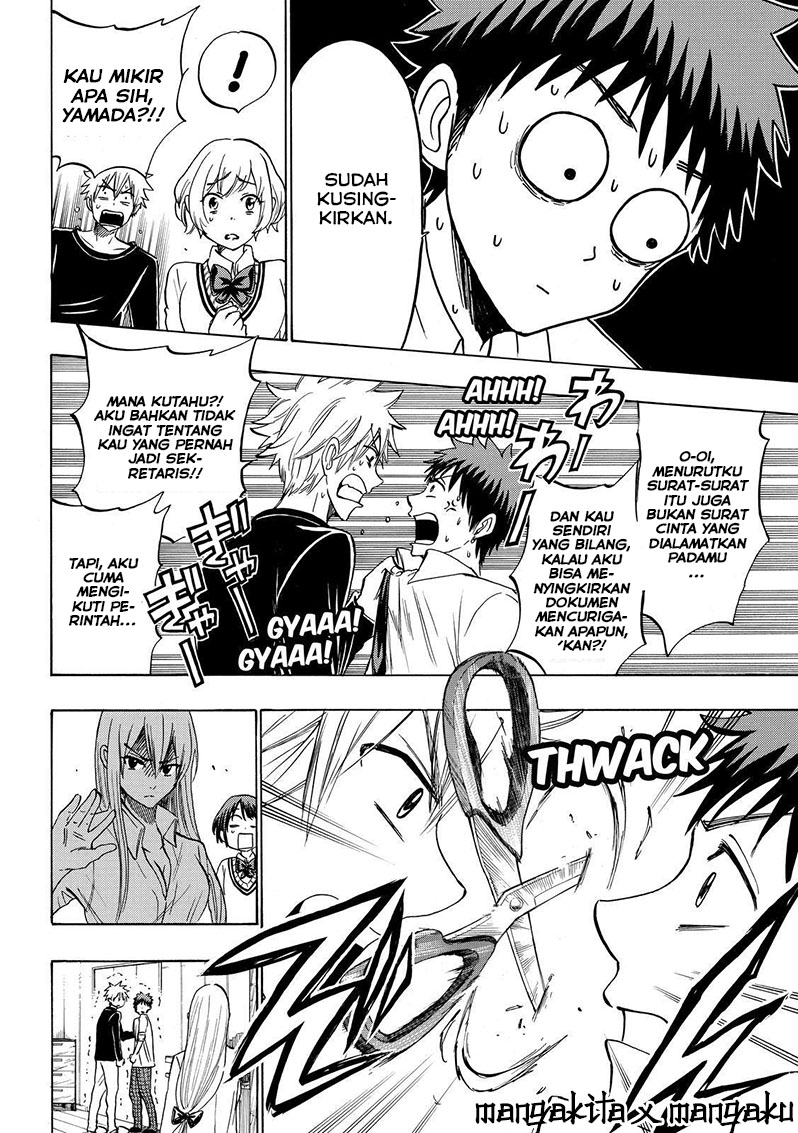 SUDAH
KUSING-
KIRKAN.
!
KAU MIKIR
APA SIH,
YAMADA?!!
O-OI,
MENURUTKU
SURAT-SURAT
ITU JUGA
BUKAN SURAT
CINTA YANG
DIALAMATKAN
PADAMU
...
わーわー
AHHH!
AHHH!
DAN KAU
SENDIRI
YANG BILANG,
KALAU AKU
BISA ME-
NYINGKIRKAN
DOKUMEN
MENCURIGA-
KAN APAPUN,
'KAN?!
MANA KUTAHU?!
AKU BAHKAN TIDAK
INGAT TENTANG
KAU YANG PERNAH
JADI SEK-
RETARIS!!
ぎゃーぎゃー
GYAAA!
GYAAA!
TAPI, AKU
CUMA
MENGI-
KUTI PE-
RINTAH...
THWACK
mangakita x mangaku